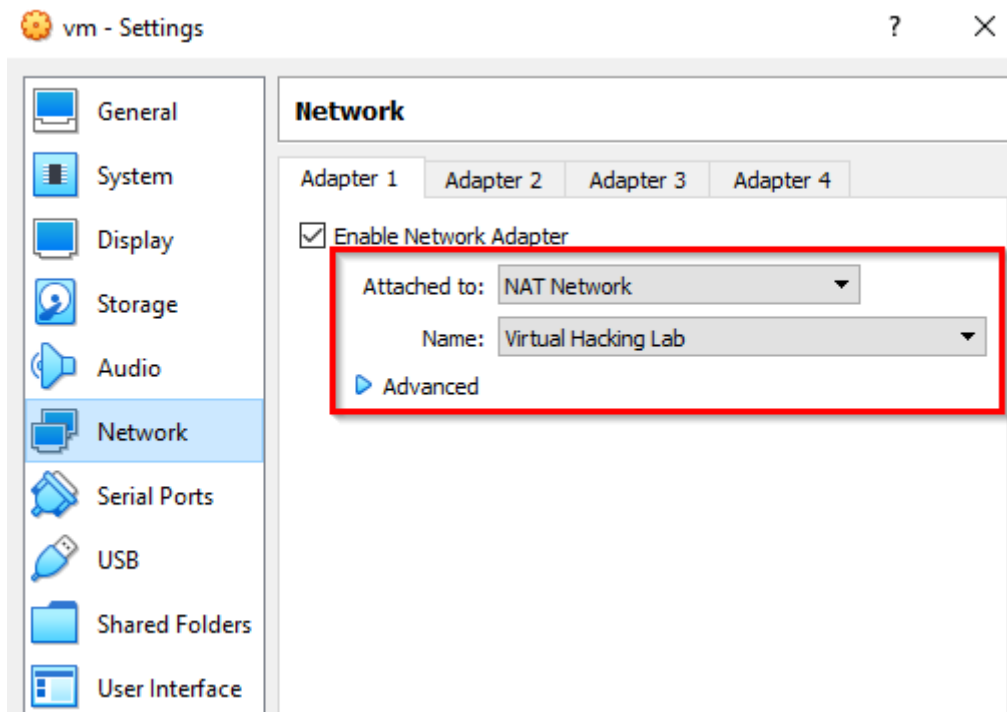 vm - Settings ? ×
General
System
Display
Storage
Audio
Network
Serial Ports
USB
Shared Folders
User Interface
Network
Adapter 1 Adapter 2 Adapter 3 Adapter 4
Enable Network Adapter
Attached to: NAT Network
Name: Virtual Hacking Lab
Advanced